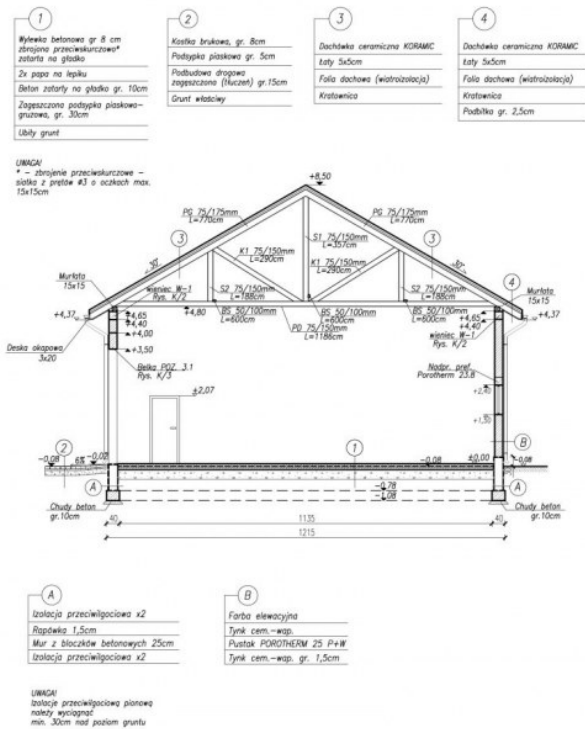 1
Wylewka betonowa gr 8 cm
zbrojona przeciwskurczowo*
zatarta na gładko
2x papa na lepiku
Beton zatarty na gładko gr. 10cm
Zagęszczona podsypka piaskowo-
gruzowa, gr. 30cm
Ubity grunt
UWAGA!
* - zbrojenie przeciwskurczowe -
siatka z prętów #3 o oczkach max.
15x15cm
2
Kostka brukowa, gr. 8cm
Podsypka piaskowa gr. 5cm
Podbudowa drogowa
zagęszczona (tłuczeń) gr.15cm
Grunt właściwy
3
Dachówka ceramiczna KORAMIC
Łaty 5x5cm
Folia dachowa (wiatroizolacja)
Kratownica
4
Dachówka ceramiczna KORAMIC
Łaty 5x5cm
Folia dachowa (wiatroizolacja)
Kratownica
Podbitka gr. 2,5cm
+8,50
PG 75/175mm
L=770cm
PG 75/175mm
L=770cm
S1 75/150mm
L=357cm
K1 75/150mm
L=290cm
K1 75/150mm
L=290cm
3
3
30°
30°
4
Murłata
15x15
Murłata
15x15
wieniec W-1
Rys. K/2
S2 75/150mm
L=188cm
S2 75/150mm
L=188cm
+4,37
+4,37
+4,65
+4,40
+4,00
+3,50
+4,80
BS 50/100mm
L=600cm
BS 50/100mm
L=600cm
PD 75/150mm
L=1186cm
+4,65
+4,40
wieniec W-1
Rys. K/2
Deska okapowa
3x20
Belka POZ. 3.1
Rys. K/3
Nadpr. pref.
Porotherm 23.8
+2,40
+2,07
B
2
-0,08
6%
-0,02
1
-0,08
±0,00
-0,08
A
A
-0,78
-1,08
Chudy beton
gr.10cm
Chudy beton
gr.10cm
40
1135
40
1215
A
Izolacja przeciwilgociowa x2
Rapówka 1,5cm
Mur z bloczków betonowych 25cm
Izolacja przeciwilgociowa x2
B
Farba elewacyjna
Tynk cem.-wap.
Pustak POROTHERM 25 P+W
Tynk cem.-wap. gr. 1,5cm
UWAGA!
Izolacje przeciwilgociową pionową
należy wyciągnąć
min. 30cm nad poziom gruntu